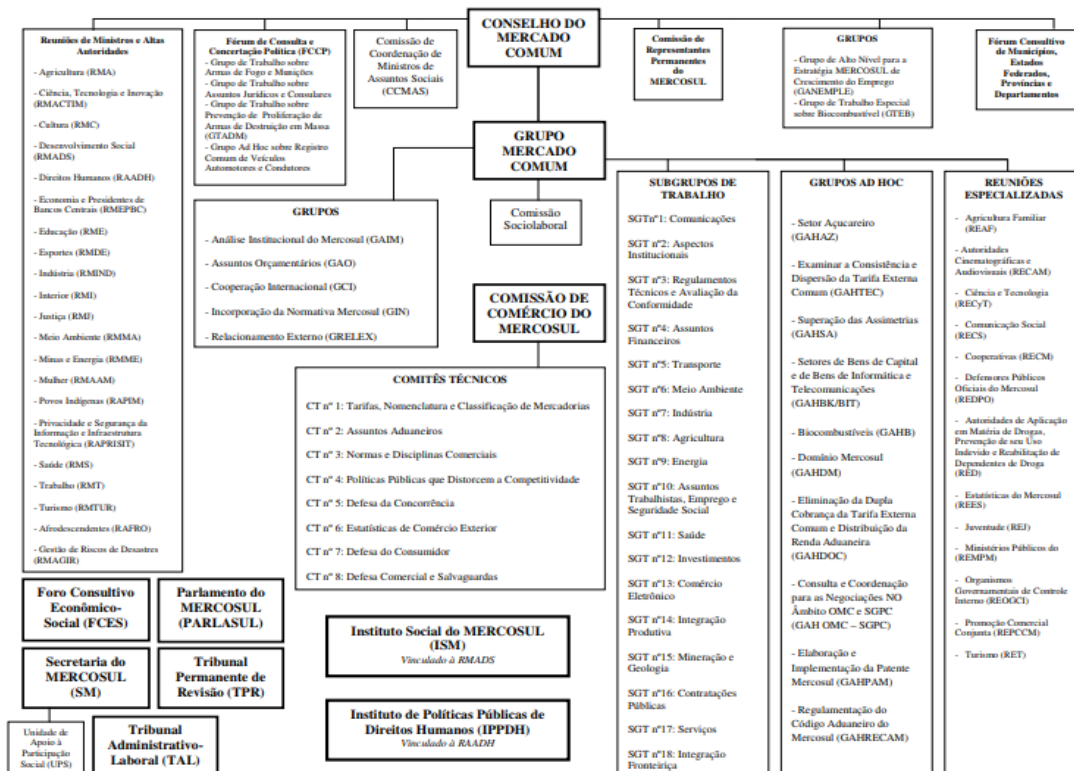 CONSELHO DO
MERCADO
COMUM
Reuniões de Ministros e Altas
Autoridades
- Agricultura (RMA)
- Ciência, Tecnologia e Inovação
(RMACTIM)
- Cultura (RMC)
- Desenvolvimento Social
(RMADS)
- Direitos Humanos (RAADH)
- Economia e Presidentes de
Bancos Centrais (RMEPBC)
- Educação (RME)
- Esportes (RMDE)
- Indústria (RMIND)
- Interior (RMI)
- Justiça (RMJ)
- Meio Ambiente (RMMA)
- Minas e Energia (RMME)
- Mulher (RMAAM)
- Povos Indígenas (RAPIM)
- Privacidade e Segurança da
Informação e Infraestrutura
Tecnológica (RAPRISIT)
- Saúde (RMS)
- Trabalho (RMT)
- Turismo (RMTUR)
- Afrodescendentes (RAFRO)
- Gestão de Riscos de Desastres
(RMAGIR)
Fórum de Consulta e
Concertação Política (FCCP)
- Grupo de Trabalho sobre
Armas de Fogo e Munições
- Grupo de Trabalho sobre
Assuntos Jurídicos e Consulares
- Grupo de Trabalho sobre
Prevenção de Proliferação de
Armas de Destruição em Massa
(GTADM)
- Grupo Ad Hoc sobre Registro
Comum de Veículos
Automotores e Condutores
Comissão de
Coordenação de
Ministros de
Assuntos Sociais
(CCMAS)
Comissão de
Representantes
Permanentes
do
MERCOSUL
GRUPOS
- Grupo de Alto Nível para a
Estratégia MERCOSUL de
Crescimento do Emprego
(GANEMPLE)
- Grupo de Trabalho Especial
sobre Biocombustível (GTEB)
Fórum Consultivo
de Municípios,
Estados
Federados,
Províncias e
Departamentos
GRUPO
MERCADO
COMUM
GRUPOS
- Análise Institucional do Mercosul (GAIM)
- Assuntos Orçamentários (GAO)
- Cooperação Internacional (GCI)
- Incorporação da Normativa Mercosul (GIN)
- Relacionamento Externo (GRELEX)
Comissão
Sociolaboral
COMISSÃO DE
COMÉRCIO DO
MERCOSUL
COMITÊS TÉCNICOS
CT nº 1: Tarifas, Nomenclatura e Classificação de Mercadorias
CT nº 2: Assuntos Aduaneiros
CT nº 3: Normas e Disciplinas Comerciais
CT nº 4: Políticas Públicas que Distorcem a Competitividade
CT nº 5: Defesa da Concorrência
CT nº 6: Estatísticas de Comércio Exterior
CT nº 7: Defesa do Consumidor
CT nº 8: Defesa Comercial e Salvaguardas
SUBGRUPOS DE
TRABALHO
SGTnº1: Comunicações
SGT nº2: Aspectos
Institucionais
SGT nº3: Regulamentos
Técnicos e Avaliação da
Conformidade
SGT nº4: Assuntos
Financeiros
SGT nº5: Transporte
SGT nº6: Meio Ambiente
SGT nº7: Indústria
SGT nº8: Agricultura
SGT nº9: Energia
SGT nº10: Assuntos
Trabalhistas, Emprego e
Seguridade Social
SGT nº11: Saúde
SGT nº12: Investimentos
SGT nº13: Comércio
Eletrônico
SGT nº14: Integração
Produtiva
SGT nº15: Mineração e
Geologia
SGT nº16: Contratações
Públicas
SGT nº17: Serviços
SGT nº18: Integração
Fronteiriça
GRUPOS AD HOC
- Setor Açucareiro
(GAHAZ)
- Examinar a Consistência e
Dispersão da Tarifa Externa
Comum (GAHTEC)
- Superação das Assimetrias
(GAHSA)
- Setores de Bens de Capital
e de Bens de Informática e
Telecomunicações
(GAHBK/BIT)
- Biocombustíveis (GAHB)
- Domínio Mercosul
(GAHDM)
- Eliminação da Dupla
Cobrança da Tarifa Externa
Comum e Distribuição da
Renda Aduaneira
(GAHDOC)
- Consulta e Coordenação
para as Negociações NO
Âmbito OMC e SGPC
(GAH OMC – SGPC)
- Elaboração e
Implementação da Patente
Mercosul (GAHPAM)
- Regulamentação do
Código Aduaneiro do
Mercosul (GAHRECAM)
REUNIÕES
ESPECIALIZADAS
- Agricultura Familiar
(REAF)
- Autoridades
Cinematográficas e
Audiovisuais (RECAM)
- Ciência e Tecnologia
(RECyT)
- Comunicação Social
(RECS)
- Cooperativas (RECM)
- Defensores Públicos
Oficiais do Mercosul
(REDPO)
- Autoridades de Aplicação
em Matéria de Drogas,
Prevenção de seu Uso
Indevido e Reabilitação de
Dependentes de Droga
(RED)
- Estatísticas do Mercosul
(REES)
- Juventude (REJ)
- Ministérios Públicos do
(REMPM)
- Organismos
Governamentais de Controle
Interno (REOGCI)
- Promoção Comercial
Conjunta (REPCCM)
- Turismo (RET)
Foro Consultivo
Econômico-
Social (FCES)
Parlamento do
MERCOSUL
(PARLASUL)
Secretaria do
MERCOSUL
(SM)
Tribunal
Permanente de
Revisão (TPR)
Unidade de
Apoio à
Participação
Social (UPS)
Tribunal
Administrativo-
Laboral (TAL)
Instituto Social do MERCOSUL
(ISM)
Vinculado à RMADS
Instituto de Políticas Públicas de
Direitos Humanos (IPPDH)
Vinculado à RAADH